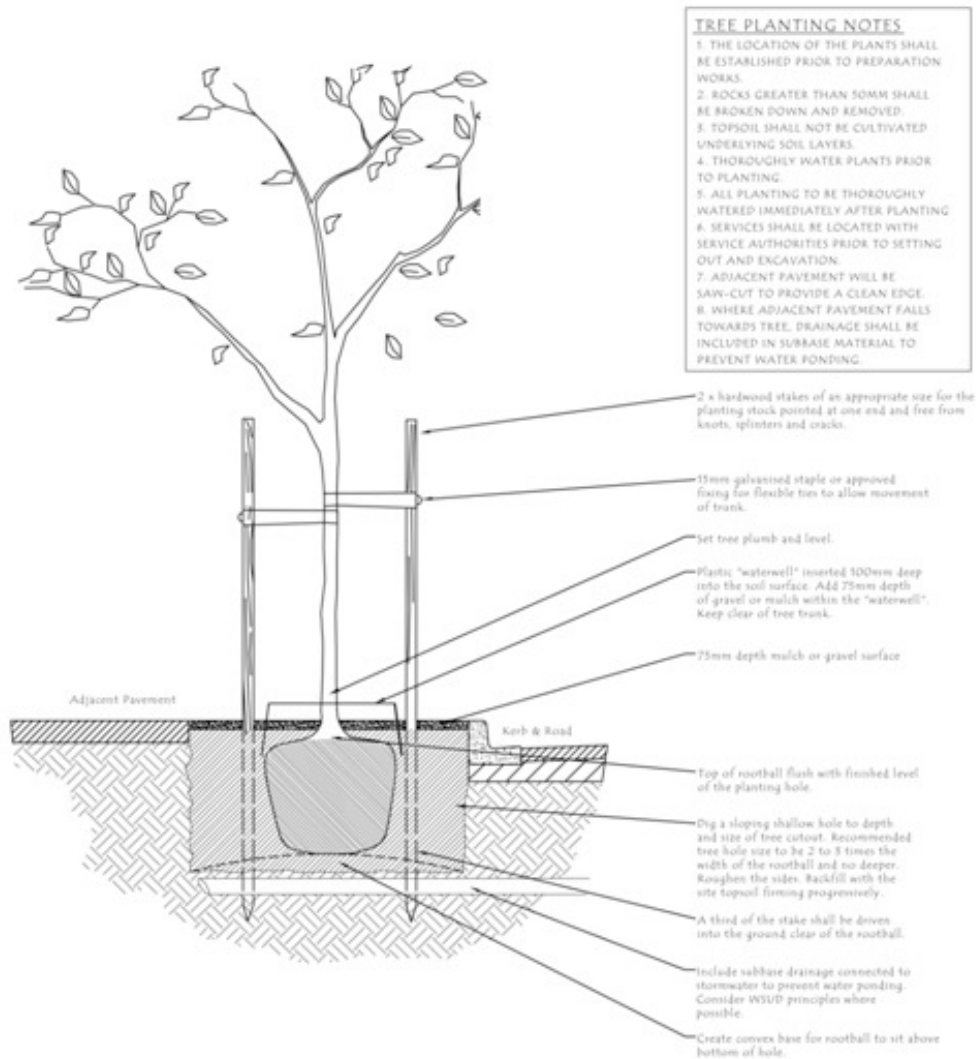 TREE PLANTING NOTES
1. THE LOCATION OF THE PLANTS SHALL
BE ESTABLISHED PRIOR TO PREPARATION
WORKS.
2. ROCKS GREATER THAN 50MM SHALL
BE BROKEN DOWN AND REMOVED.
3. TOPSOIL SHALL NOT BE CULTIVATED
UNDERLYING SOIL LAYERS.
4. THOROUGHLY WATER PLANTS PRIOR
TO PLANTING.
5. ALL PLANTING TO BE THOROUGHLY
WATERED IMMEDIATELY AFTER PLANTING
6. SERVICES SHALL BE LOCATED WITH
SERVICE AUTHORITIES PRIOR TO SETTING
OUT AND EXCAVATION.
7. ADJACENT PAVEMENT WILL BE
SAW-CUT TO PROVIDE A CLEAN EDGE.
8. WHERE ADJACENT PAVEMENT FALLS
TOWARDS TREE, DRAINAGE SHALL BE
INCLUDED IN SUBBASE MATERIAL TO
PREVENT WATER PONDING.
2 x hardwood stakes of an appropriate size for the
planting stock pointed at one end and free from
knots, splinters and cracks.
15mm galvanised staple or approved
fixing for flexible ties to allow movement
of trunk.
Set tree plumb and level.
Plastic "waterwell" inserted 100mm deep
into the soil surface. Add 75mm depth
of gravel or mulch within the "waterwell".
Keep clear of tree trunk.
75mm depth mulch or gravel surface
Adjacent Pavement
Kerb & Road
Top of rootball flush with finished level
of the planting hole.
Dig a sloping shallow hole to depth
and size of tree cutout. Recommended
tree hole size to be 2 to 3 times the
width of the rootball and no deeper.
Roughen the sides. Backfill with the
site topsoil firming progressively.
A third of the stake shall be driven
into the ground clear of the rootball.
Include subbase drainage connected to
stormwater to prevent water ponding.
Consider WSUD principles where
possible.
Create convex base for rootball to sit above
bottom of hole.